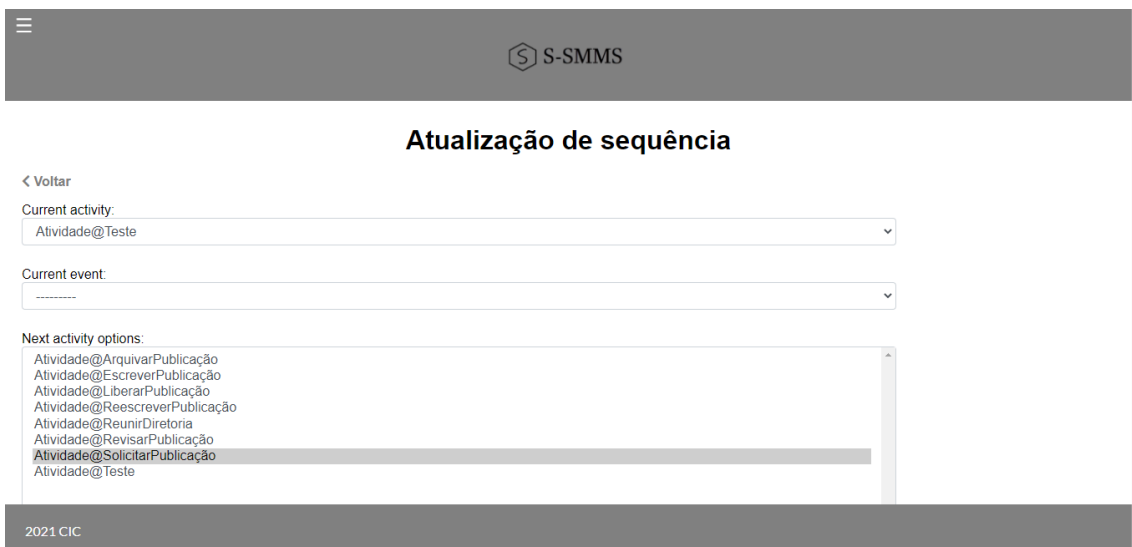 S-SMMS
Atualização de sequência
Voltar
Current activity:
Atividade@Teste
Current event:
---------
Next activity options:
Atividade@ArquivarPublicação
Atividade@EscreverPublicação
Atividade@LiberarPublicação
Atividade@ReescreverPublicação
Atividade@ReunirDiretoria
Atividade@RevisarPublicação
Atividade@SolicitarPublicação
Atividade@Teste
2021 CIC